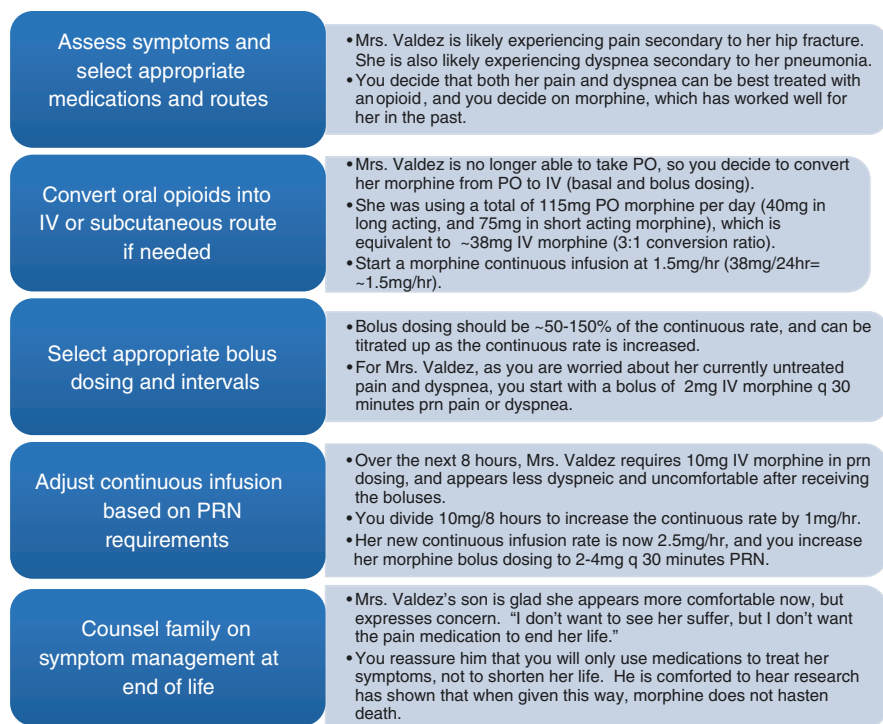 Assess symptoms and
select appropriate
medications and routes
•Mrs. Valdez is likely experiencing pain secondary to her hip fracture.
She is also likely experiencing dyspnea secondary to her pneumonia.
•You decide that both her pain and dyspnea can be best treated with
anopioid, and you decide on morphine, which has worked well for
her in the past.
Convert oral opioids into
IV or subcutaneous route
if needed
•Mrs. Valdez is no longer able to take PO, so you decide to convert
her morphine from PO to IV (basal and bolus dosing).
•She was using a total of 115mg PO morphine per day (40mg in
long acting, and 75mg in short acting morphine), which is
equivalent to ~38mg IV morphine (3:1 conversion ratio).
•Start a morphine continuous infusion at 1.5mg/hr (38mg/24hr=
~1.5mg/hr).
Select appropriate bolus
dosing and intervals
•Bolus dosing should be ~50-150% of the continuous rate, and can be
titrated up as the continuous rate is increased.
•For Mrs. Valdez, as you are worried about her currently untreated
pain and dyspnea, you start with a bolus of 2mg IV morphine q 30
minutes prn pain or dyspnea.
Adjust continuous infusion
based on PRN
requirements
•Over the next 8 hours, Mrs. Valdez requires 10mg IV morphine in prn
dosing, and appears less dyspneic and uncomfortable after receiving
the boluses.
•You divide 10mg/8 hours to increase the continuous rate by 1mg/hr.
•Her new continuous infusion rate is now 2.5mg/hr, and you increase
her morphine bolus dosing to 2-4mg q 30 minutes PRN.
Counsel family on
symptom management at
end of life
•Mrs. Valdez's son is glad she appears more comfortable now, but
expresses concern. "I don't want to see her suffer, but I don't want
the pain medication to end her life."
•You reassure him that you will only use medications to treat her
symptoms, not to shorten her life. He is comforted to hear research
has shown that when given this way, morphine does not hasten
death.